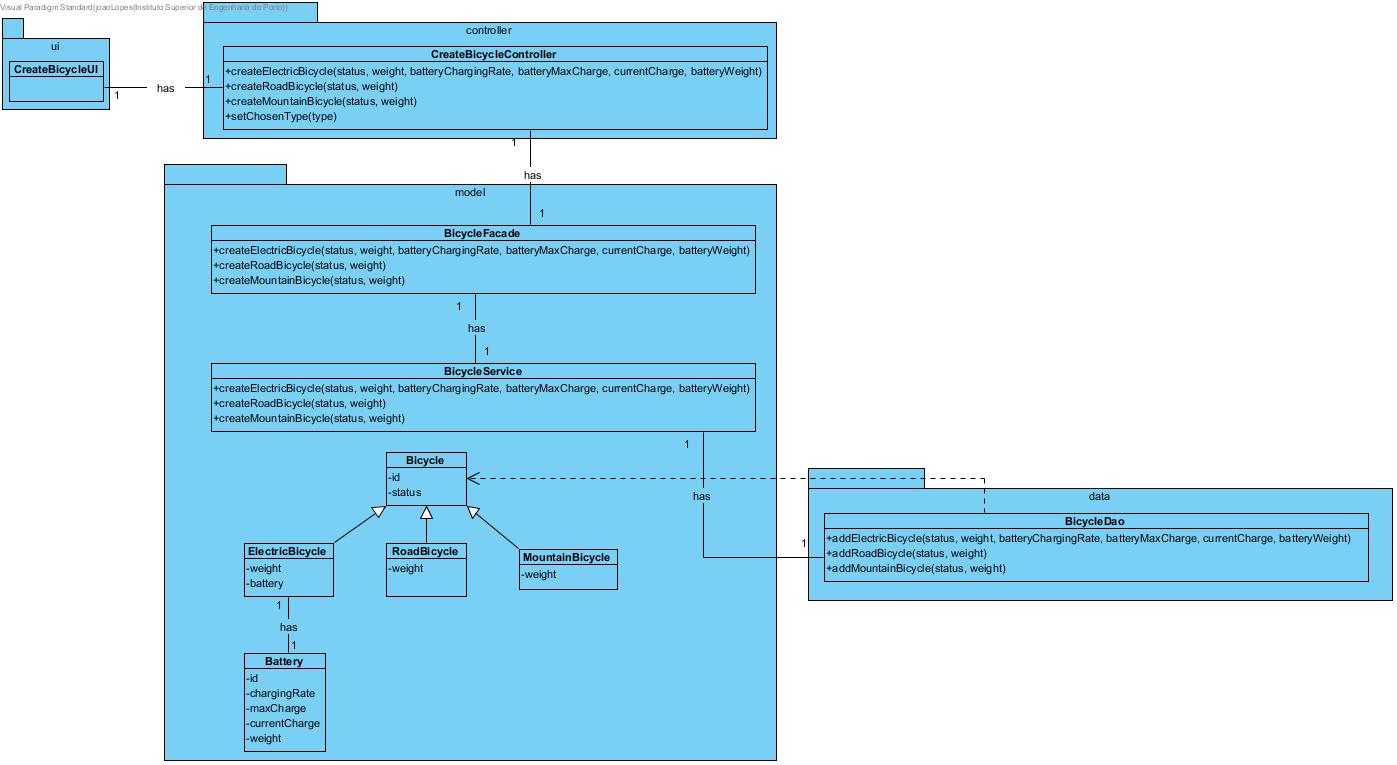 Visual Paradigm Standard(joaoLopes(Instituto Superior de Engenharia do Porto))
ui
CreateBicycleUI
1
has
1
controller
CreateBicycleController
+createElectricBicycle(status, weight, batteryChargingRate, batteryMaxCharge, currentCharge, batteryWeight)
+createRoadBicycle(status, weight)
+createMountainBicycle(status, weight)
+setChosenType(type)
1
has
1
model
BicycleFacade
+createElectricBicycle(status, weight, batteryChargingRate, batteryMaxCharge, currentCharge, batteryWeight)
+createRoadBicycle(status, weight)
+createMountainBicycle(status, weight)
1
has
1
BicycleService
+createElectricBicycle(status, weight, batteryChargingRate, batteryMaxCharge, currentCharge, batteryWeight)
+createRoadBicycle(status, weight)
+createMountainBicycle(status, weight)
1
has
1
Bicycle
-id
-status
ElectricBicycle
-weight
-battery
RoadBicycle
-weight
MountainBicycle
-weight
1
has
1
Battery
-id
-chargingRate
-maxCharge
-currentCharge
-weight
data
BicycleDao
+addElectricBicycle(status, weight, batteryChargingRate, batteryMaxCharge, currentCharge, batteryWeight)
+addRoadBicycle(status, weight)
+addMountainBicycle(status, weight)